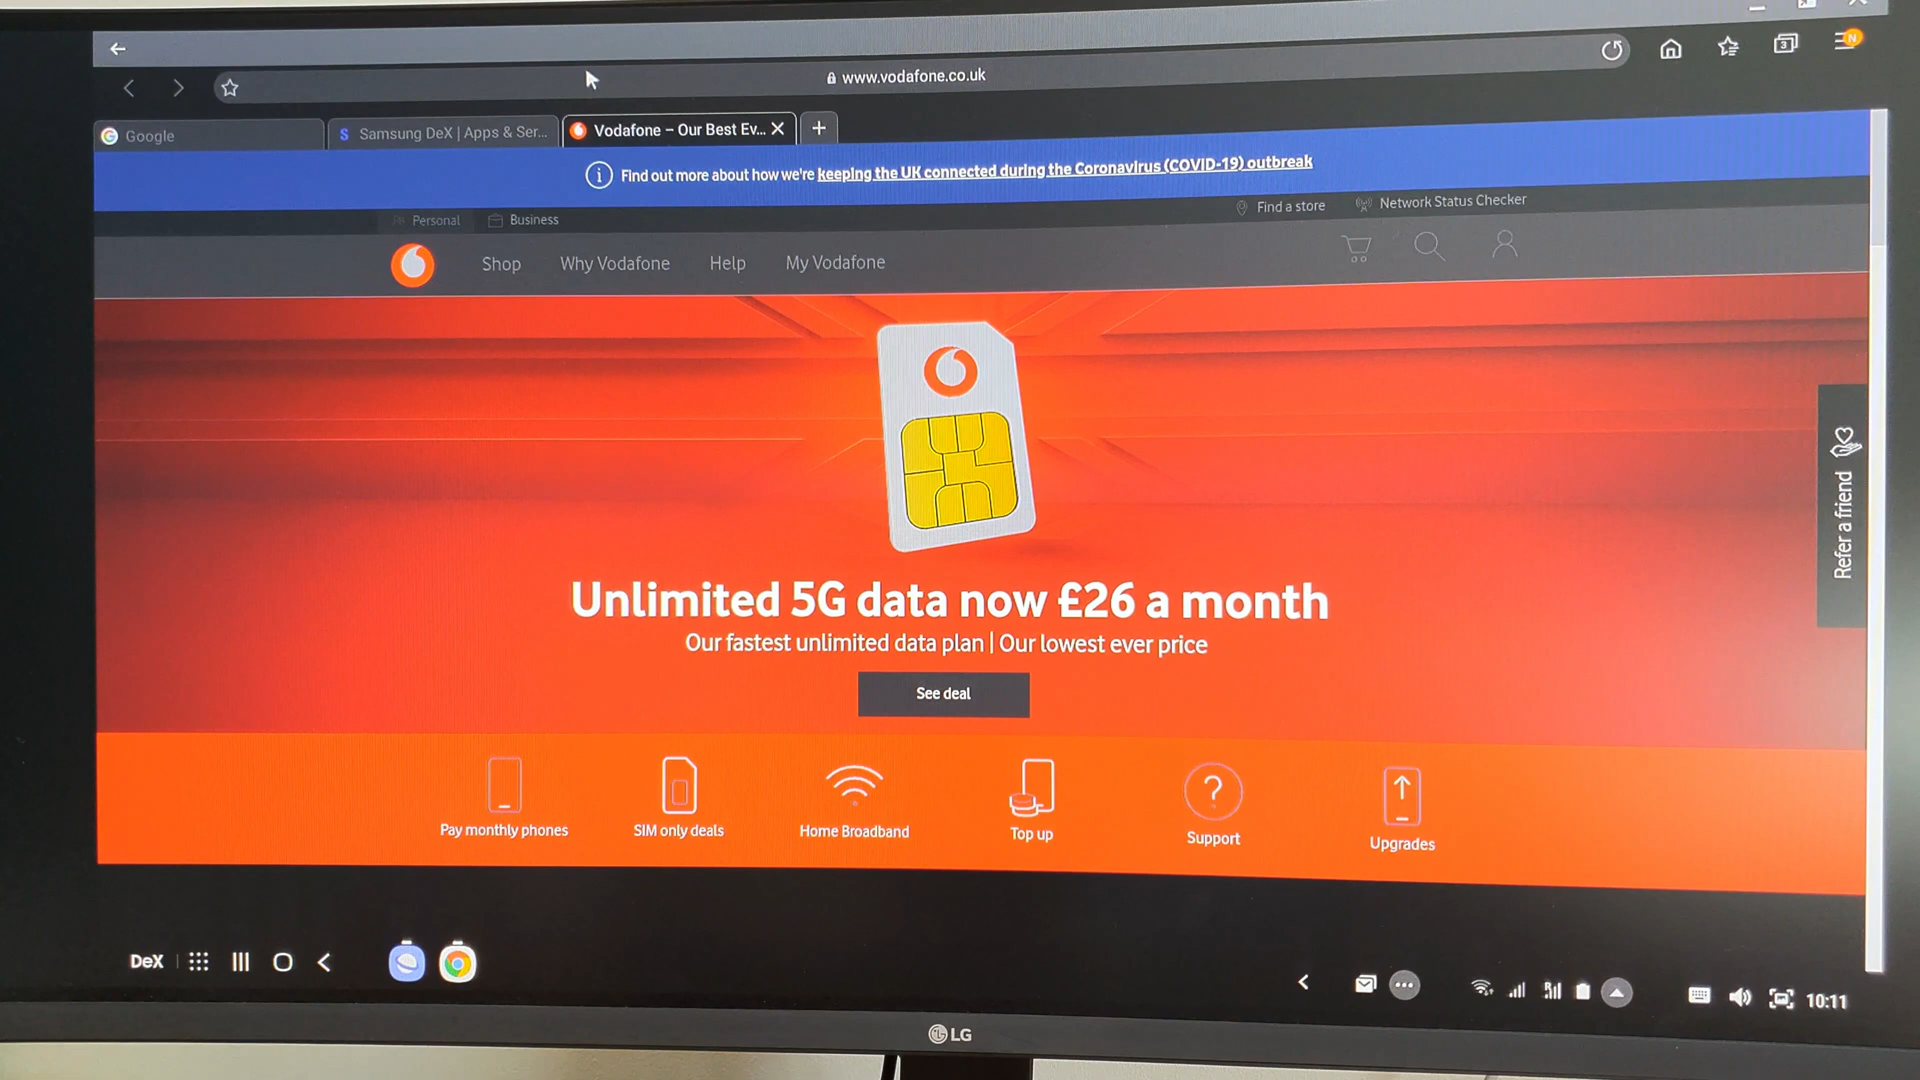 www.vodafone.co.uk
3
N
Google
S Samsung DeX | Apps & Ser...
Vodafone – Our Best Ev...
Find out more about how we're keeping the UK connected during the Coronavirus (COVID-19) outbreak
Personal
Business
Find a store
Network Status Checker
Shop
Why Vodafone
Help
My Vodafone
Unlimited 5G data now £26 a month
Our fastest unlimited data plan | Our lowest ever price
See deal
Refer a friend
Pay monthly phones
SIM only deals
Home Broadband
Top up
Support
Upgrades
DeX
10:11
LG